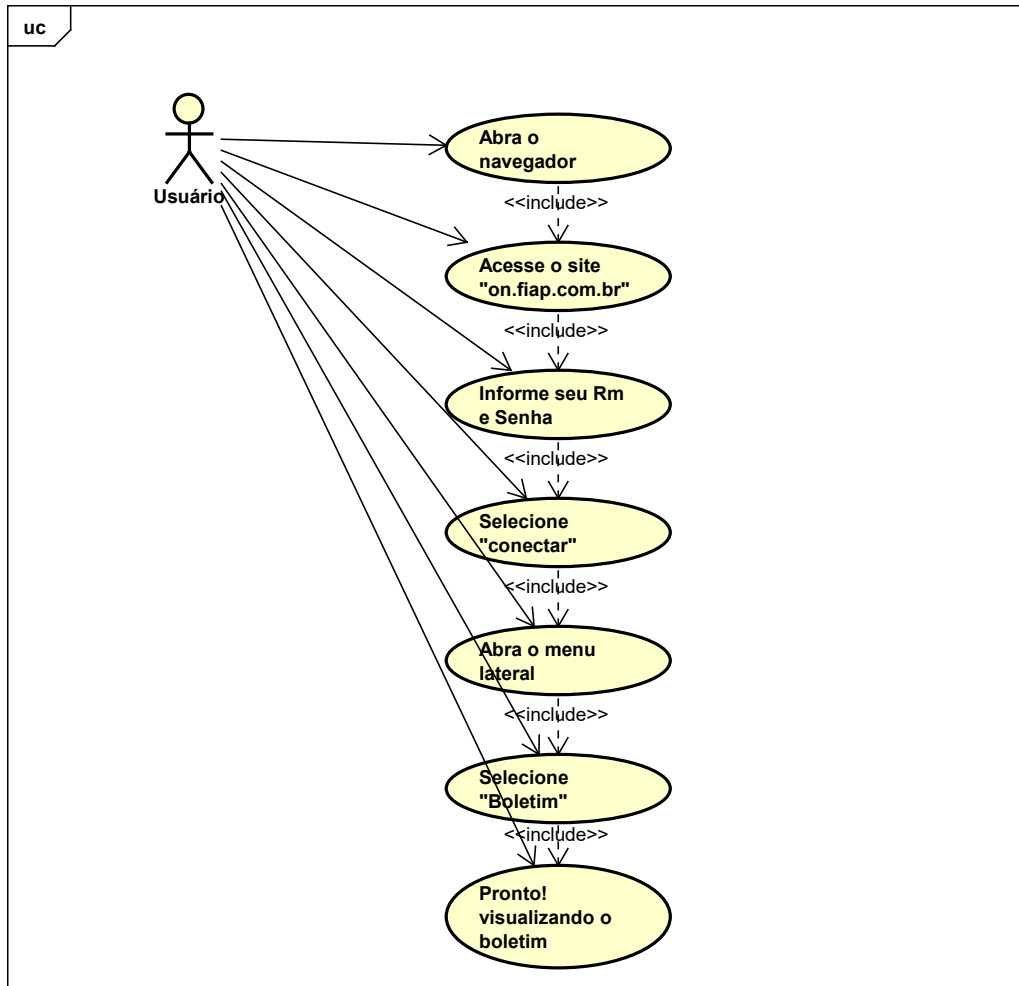 uc
Usuário
Abra o
navegador
<<include>>
Acesse o site
"on.fiap.com.br"
<<include>>
Informe seu Rm
e Senha
<<include>>
Selecione
"conectar"
<<include>>
Abra o menu
lateral
<<include>>
Selecione
"Boletim"
<<include>>
Pronto!
visualizando o
boletim